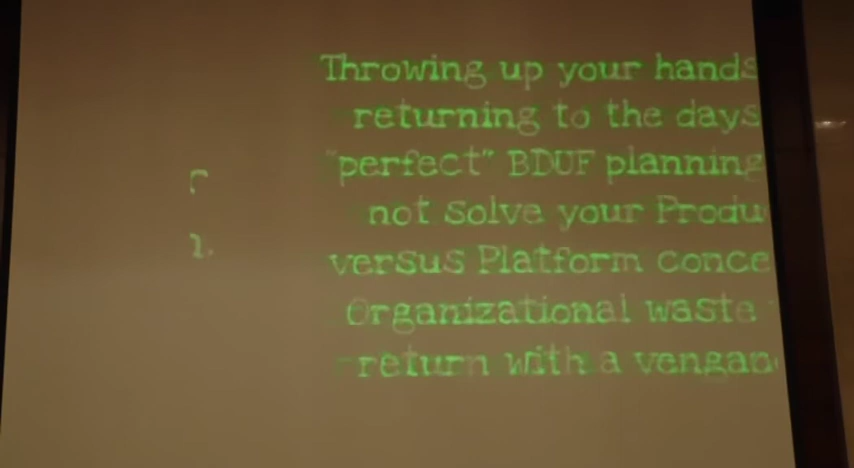 Throwing up your hands
returning to the days
"perfect" BDUF planning
not solve your Produ
versus Platform conce
Organizational waste
return with a vengan